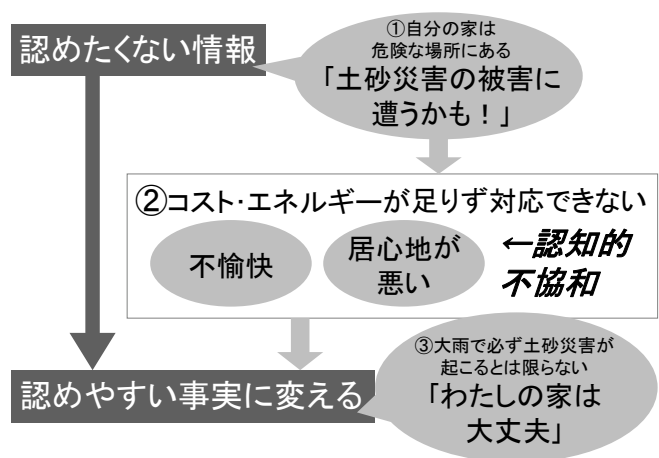 認めたくない情報
①自分の家は
危険な場所にある
「土砂災害の被害に
遭うかも！」
②コスト・エネルギーが足りず対応できない
不愉快
居心地が
悪い
←認知的
不協和
認めやすい事実に変える
③大雨で必ず土砂災害が
起こるとは限らない
「わたしの家は
大丈夫」